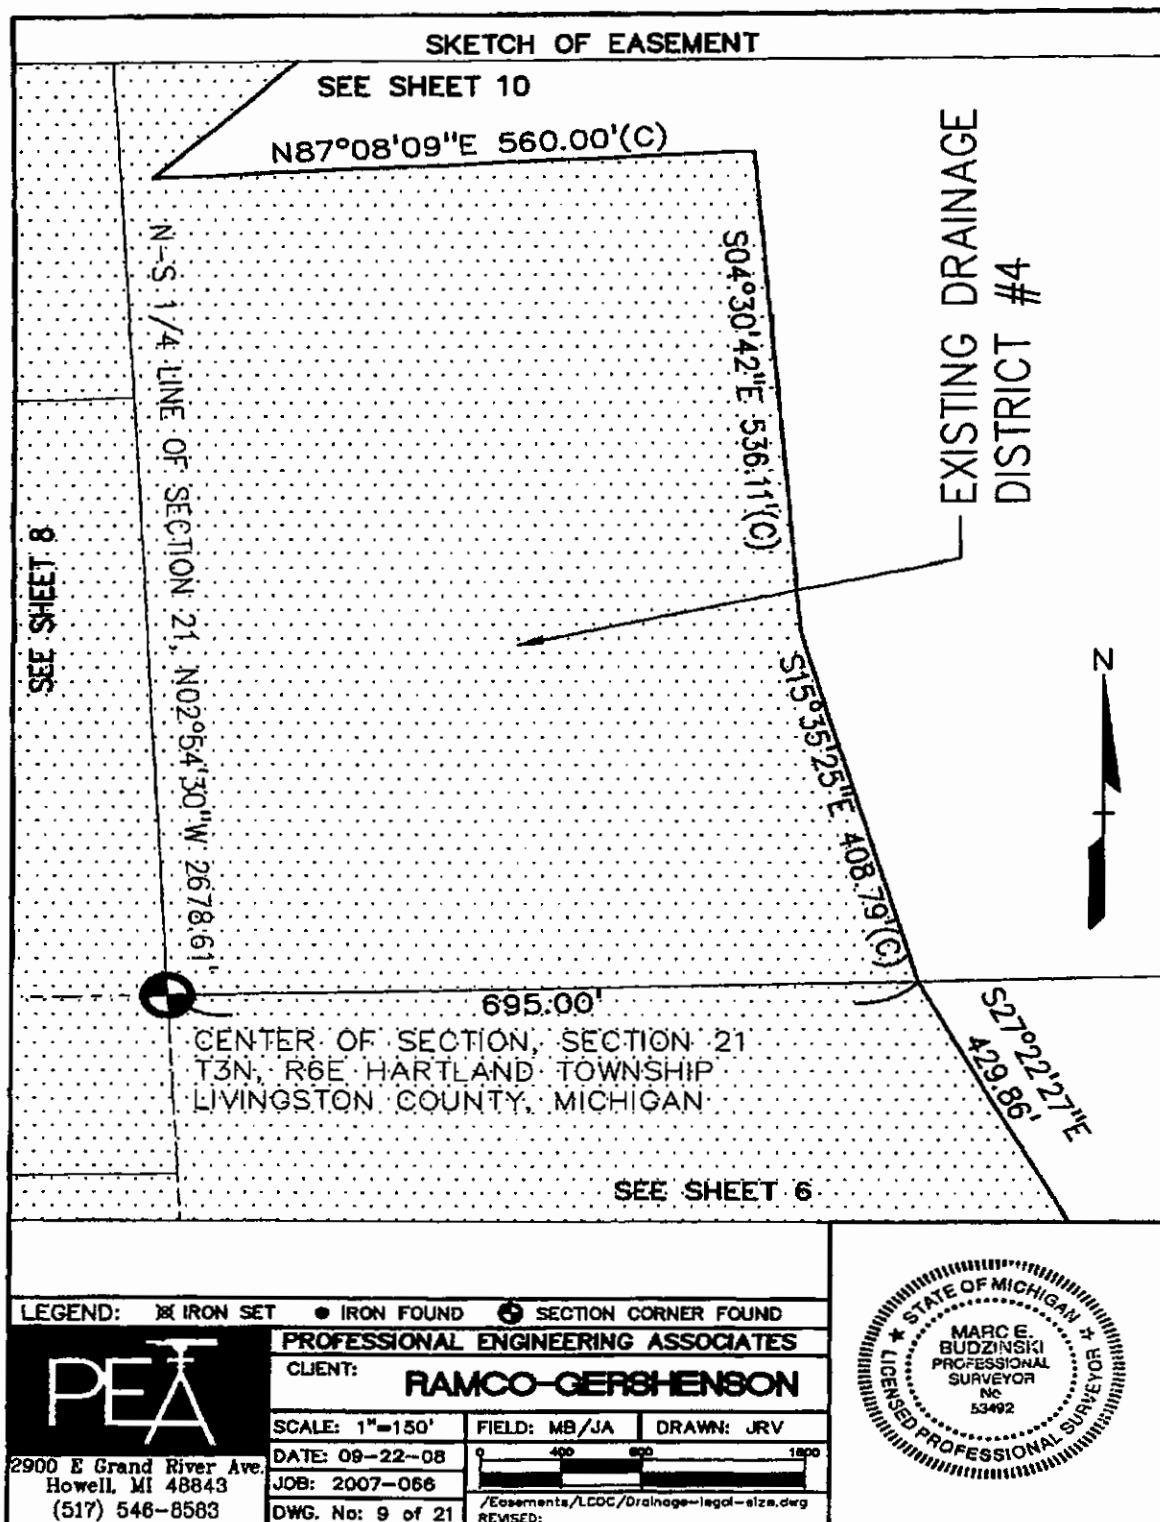 SKETCH OF EASEMENT
SEE SHEET 10
N87°08'09"E 560.00'(C)
EXISTING DRAINAGE
DISTRICT #4
S04°30'42"E 536.11'(C)
N-S 1/4 LINE OF SECTION 21, N02°54'30"W 2678.61'
SEE SHEET 8
S15°35'25"E 408.79'(C)
N
695.00'
S27°22'27"E
429.86'
CENTER OF SECTION, SECTION 21
T3N, R6E HARTLAND TOWNSHIP
LIVINGSTON COUNTY, MICHIGAN
SEE SHEET 6
LEGEND: IRON SET IRON FOUND SECTION CORNER FOUND
PEA
2900 E Grand River Ave.
Howell, MI 48843
(517) 546-8583
PROFESSIONAL ENGINEERING ASSOCIATES
CLIENT: RAMCO-GERSHENSON
SCALE: 1"=150' FIELD: MB/JA DRAWN: JRV
DATE: 09-22-08
JOB: 2007-066
DWG. No: 9 of 21
0 400 800 1600
/Easements/LCDC/Drainage-legal-size.dwg
REVISED:
STATE OF MICHIGAN
MARC E.
BUDZINSKI
PROFESSIONAL
SURVEYOR
No
53492
LICENSED PROFESSIONAL SURVEYOR